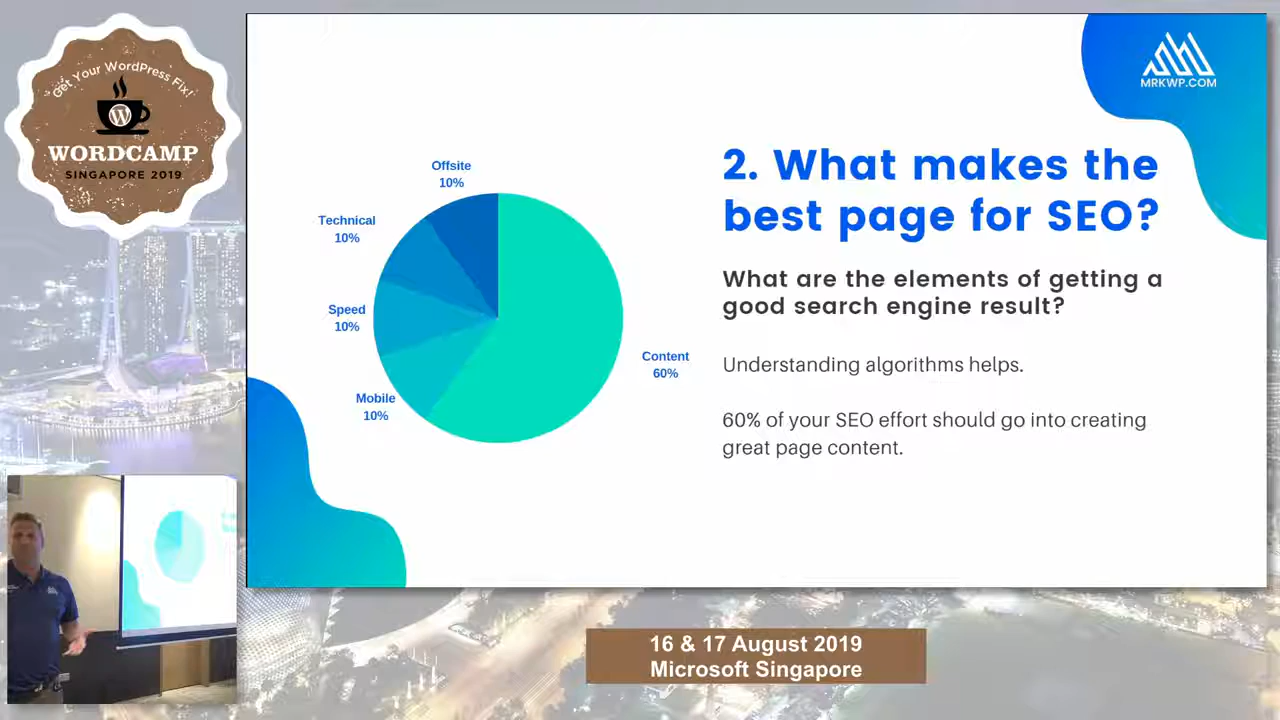 Get Your WordPress Fix!
WORDCAMP
SINGAPORE 2019
MRKWP.COM
2. What makes the
best page for SEO?
What are the elements of getting a
good search engine result?
Understanding algorithms helps.
60% of your SEO effort should go into creating
great page content.
Offsite
10%
Technical
10%
Speed
10%
Mobile
10%
Content
60%
16 & 17 August 2019
Microsoft Singapore